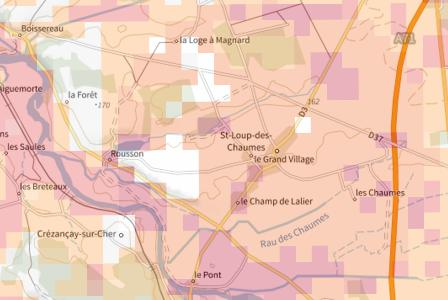 Boissereau
la Loge à Magnard
A71
la Forêt
170
162
D3
aiguemorte
les Saules
St-Loup-des-
Chaumes
D37
Rousson
le Grand Village
les Breteaux
les Chaumes
le Champ de Lalier
Crézançay-sur-Cher
Rau des Chaumes
le Pont